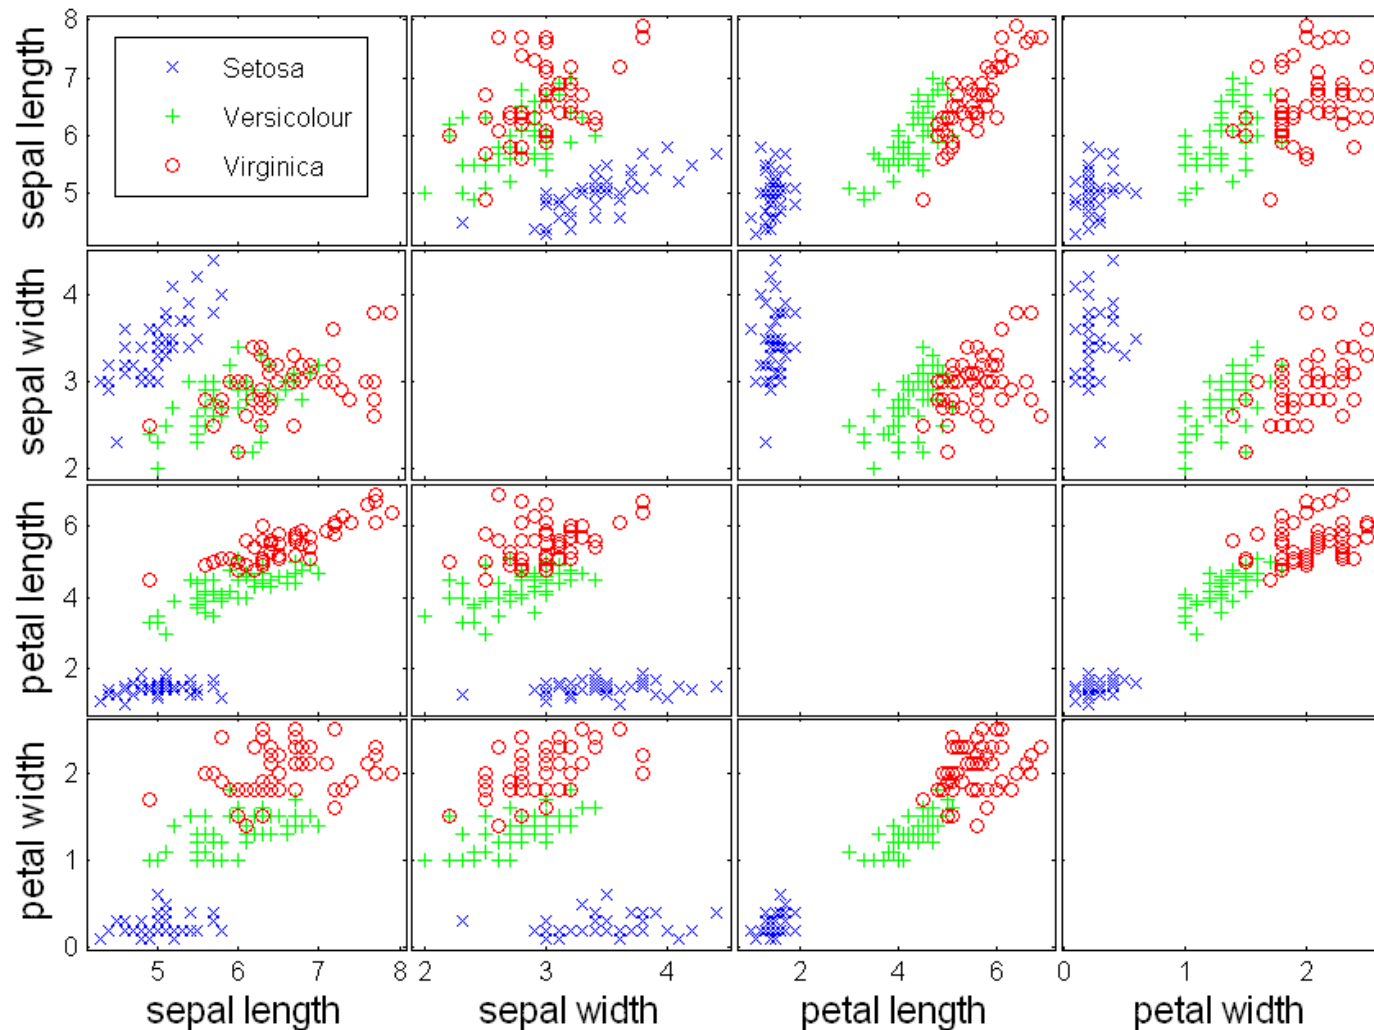 sepal length
8
7
6
5
Setosa
Versicolour
Virginica
sepal width
4
3
2
petal length
6
4
2
petal width
2
1
0
5 6 7 8 2 3 4 2 4 6 0 1 2
sepal length sepal width petal length petal width